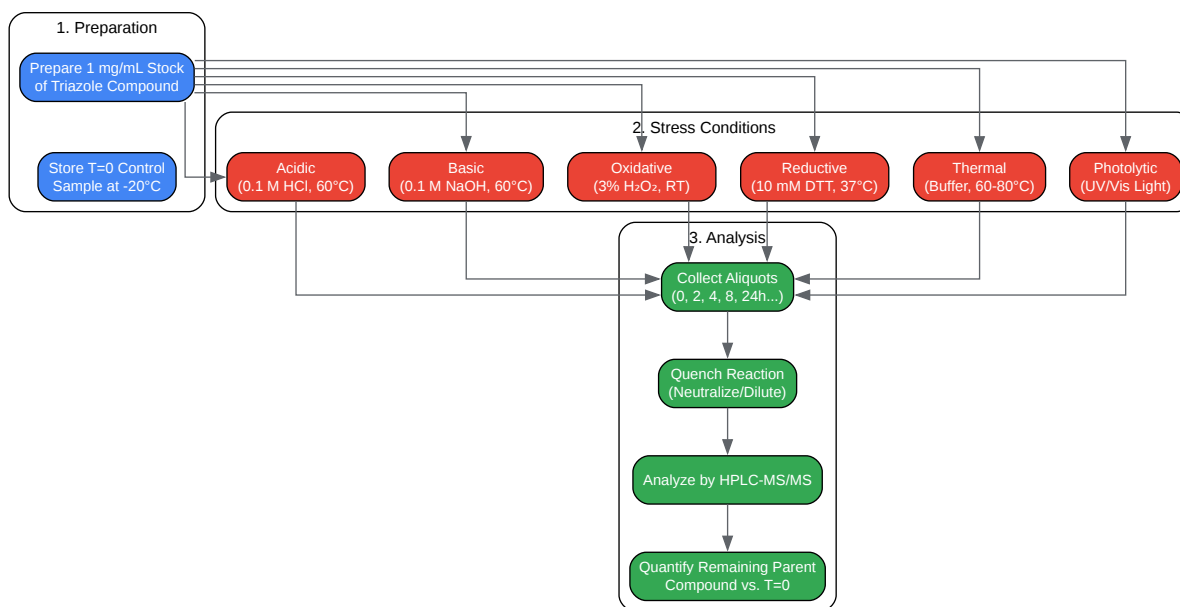 1. Preparation
Prepare 1 mg/mL Stock
of Triazole Compound
Store T=0 Control
Sample at -20°C
2. Stress Conditions
Acidic
(0.1 M HCl, 60°C)
Basic
(0.1 M NaOH, 60°C)
Oxidative
(3% H₂O₂, RT)
Reductive
(10 mM DTT, 37°C)
Thermal
(Buffer, 60-80°C)
Photolytic
(UV/Vis Light)
3. Analysis
Collect Aliquots
(0, 2, 4, 8, 24h...)
Quench Reaction
(Neutralize/Dilute)
Analyze by HPLC-MS/MS
Quantify Remaining Parent
Compound vs. T=0